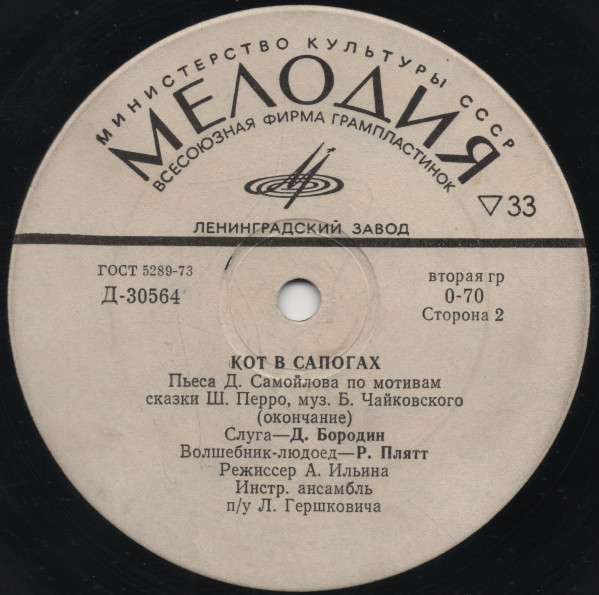 МИНИСТЕРСТВО КУЛЬТУРЫ СССР
МЕЛОДИЯ
ВСЕСОЮЗНАЯ ФИРМА ГРАМПЛАСТИНОК
▽33
ЛЕНИНГРАДСКИЙ ЗАВОД
ГОСТ 5289-73
Д-30564
вторая гр
0-70
Сторона 2
КОТ В САПОГАХ
Пьеса Д. Самойлова по мотивам
сказки Ш. Перро, муз. Б. Чайковского
(окончание)
Слуга—Д. Бородин
Волшебник-людоед—Р. Плятт
Режиссер А. Ильина
Инстр. ансамбль
п/у Л. Гершковича